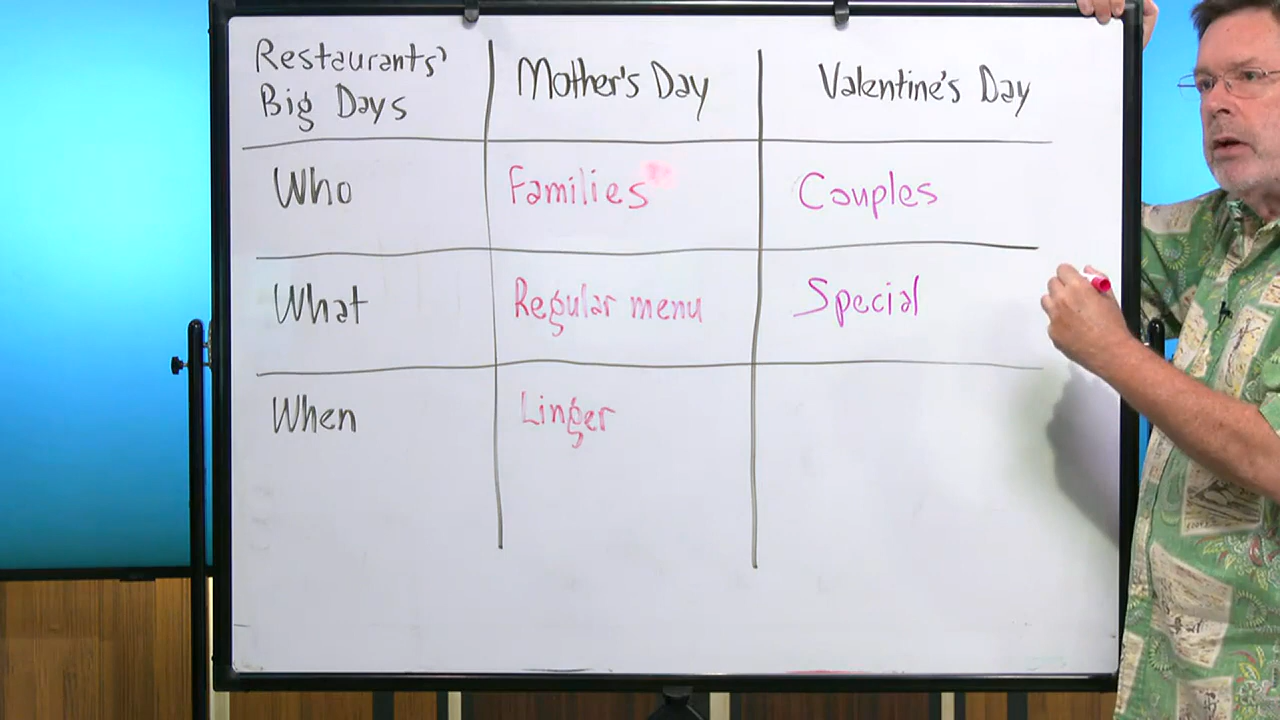 Restaurants' Big Days
Mother's Day
Valentine's Day
Who
Families
Couples
What
Regular menu
Special
When
Linger